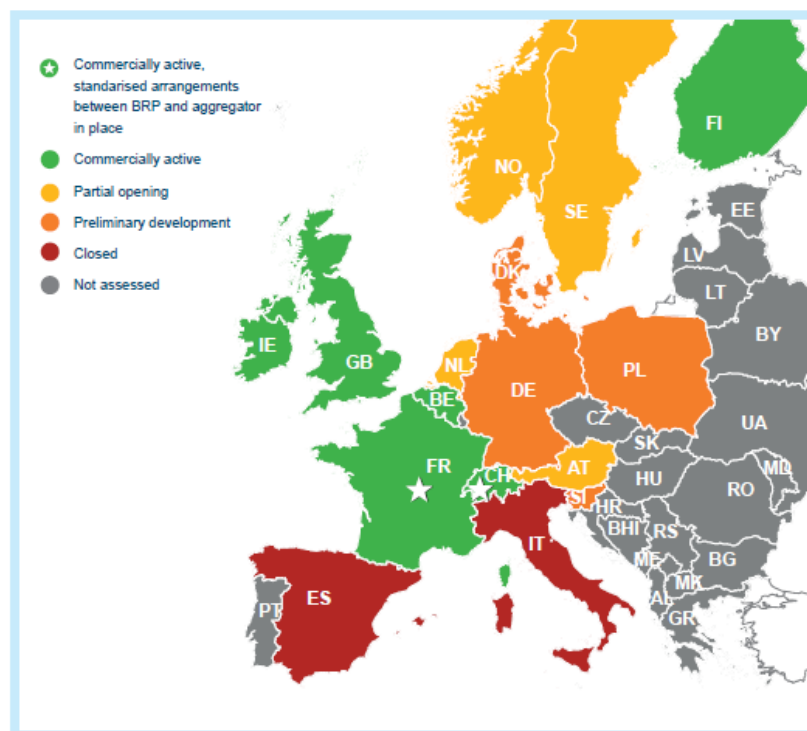 Commercially active,
standarised arrangements
between BRP and aggregator
in place
Commercially active
Partial opening
Preliminary development
Closed
Not assessed
FI
NO
SE
EE
LV
LT
DK
BY
IE
GB
NL
DE
PL
BE
CZ
UA
SK
FR
CH
AT
HU
MD
SI
RO
HR
IT
BHI
RS
ME
BG
MK
ES
PT
AL
GR